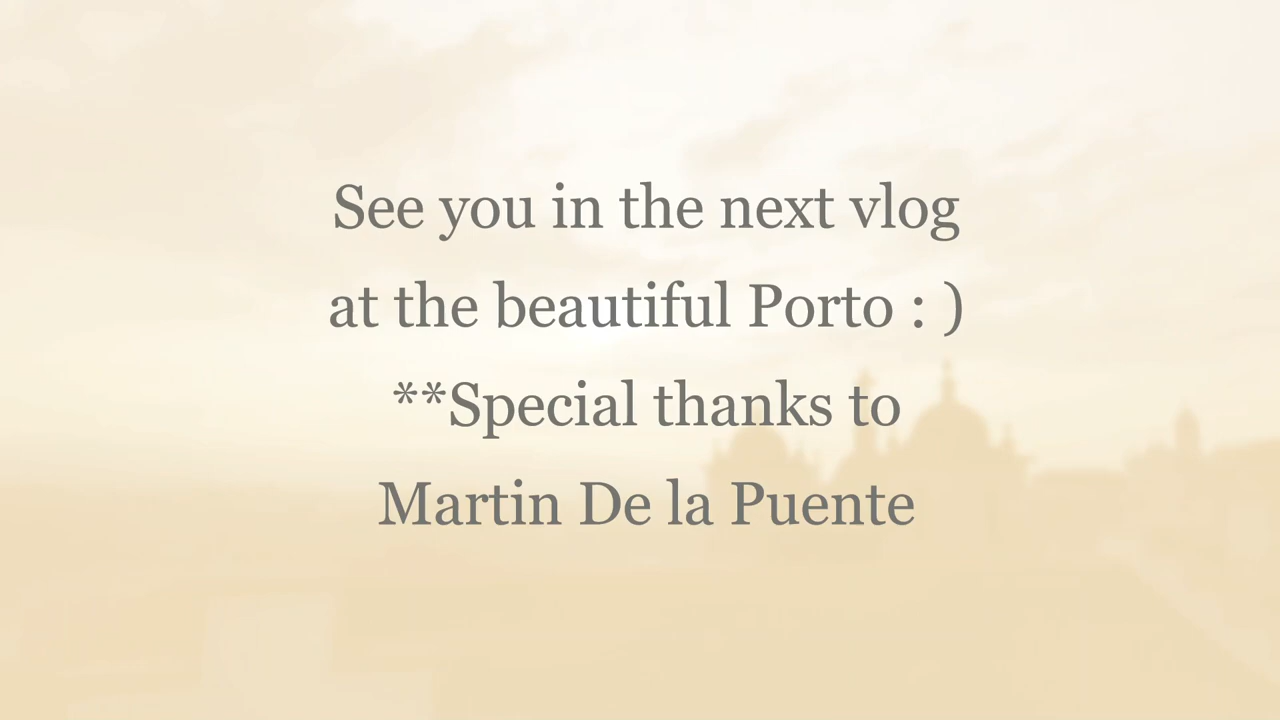 See you in the next vlog
at the beautiful Porto : )
**Special thanks to
Martin De la Puente